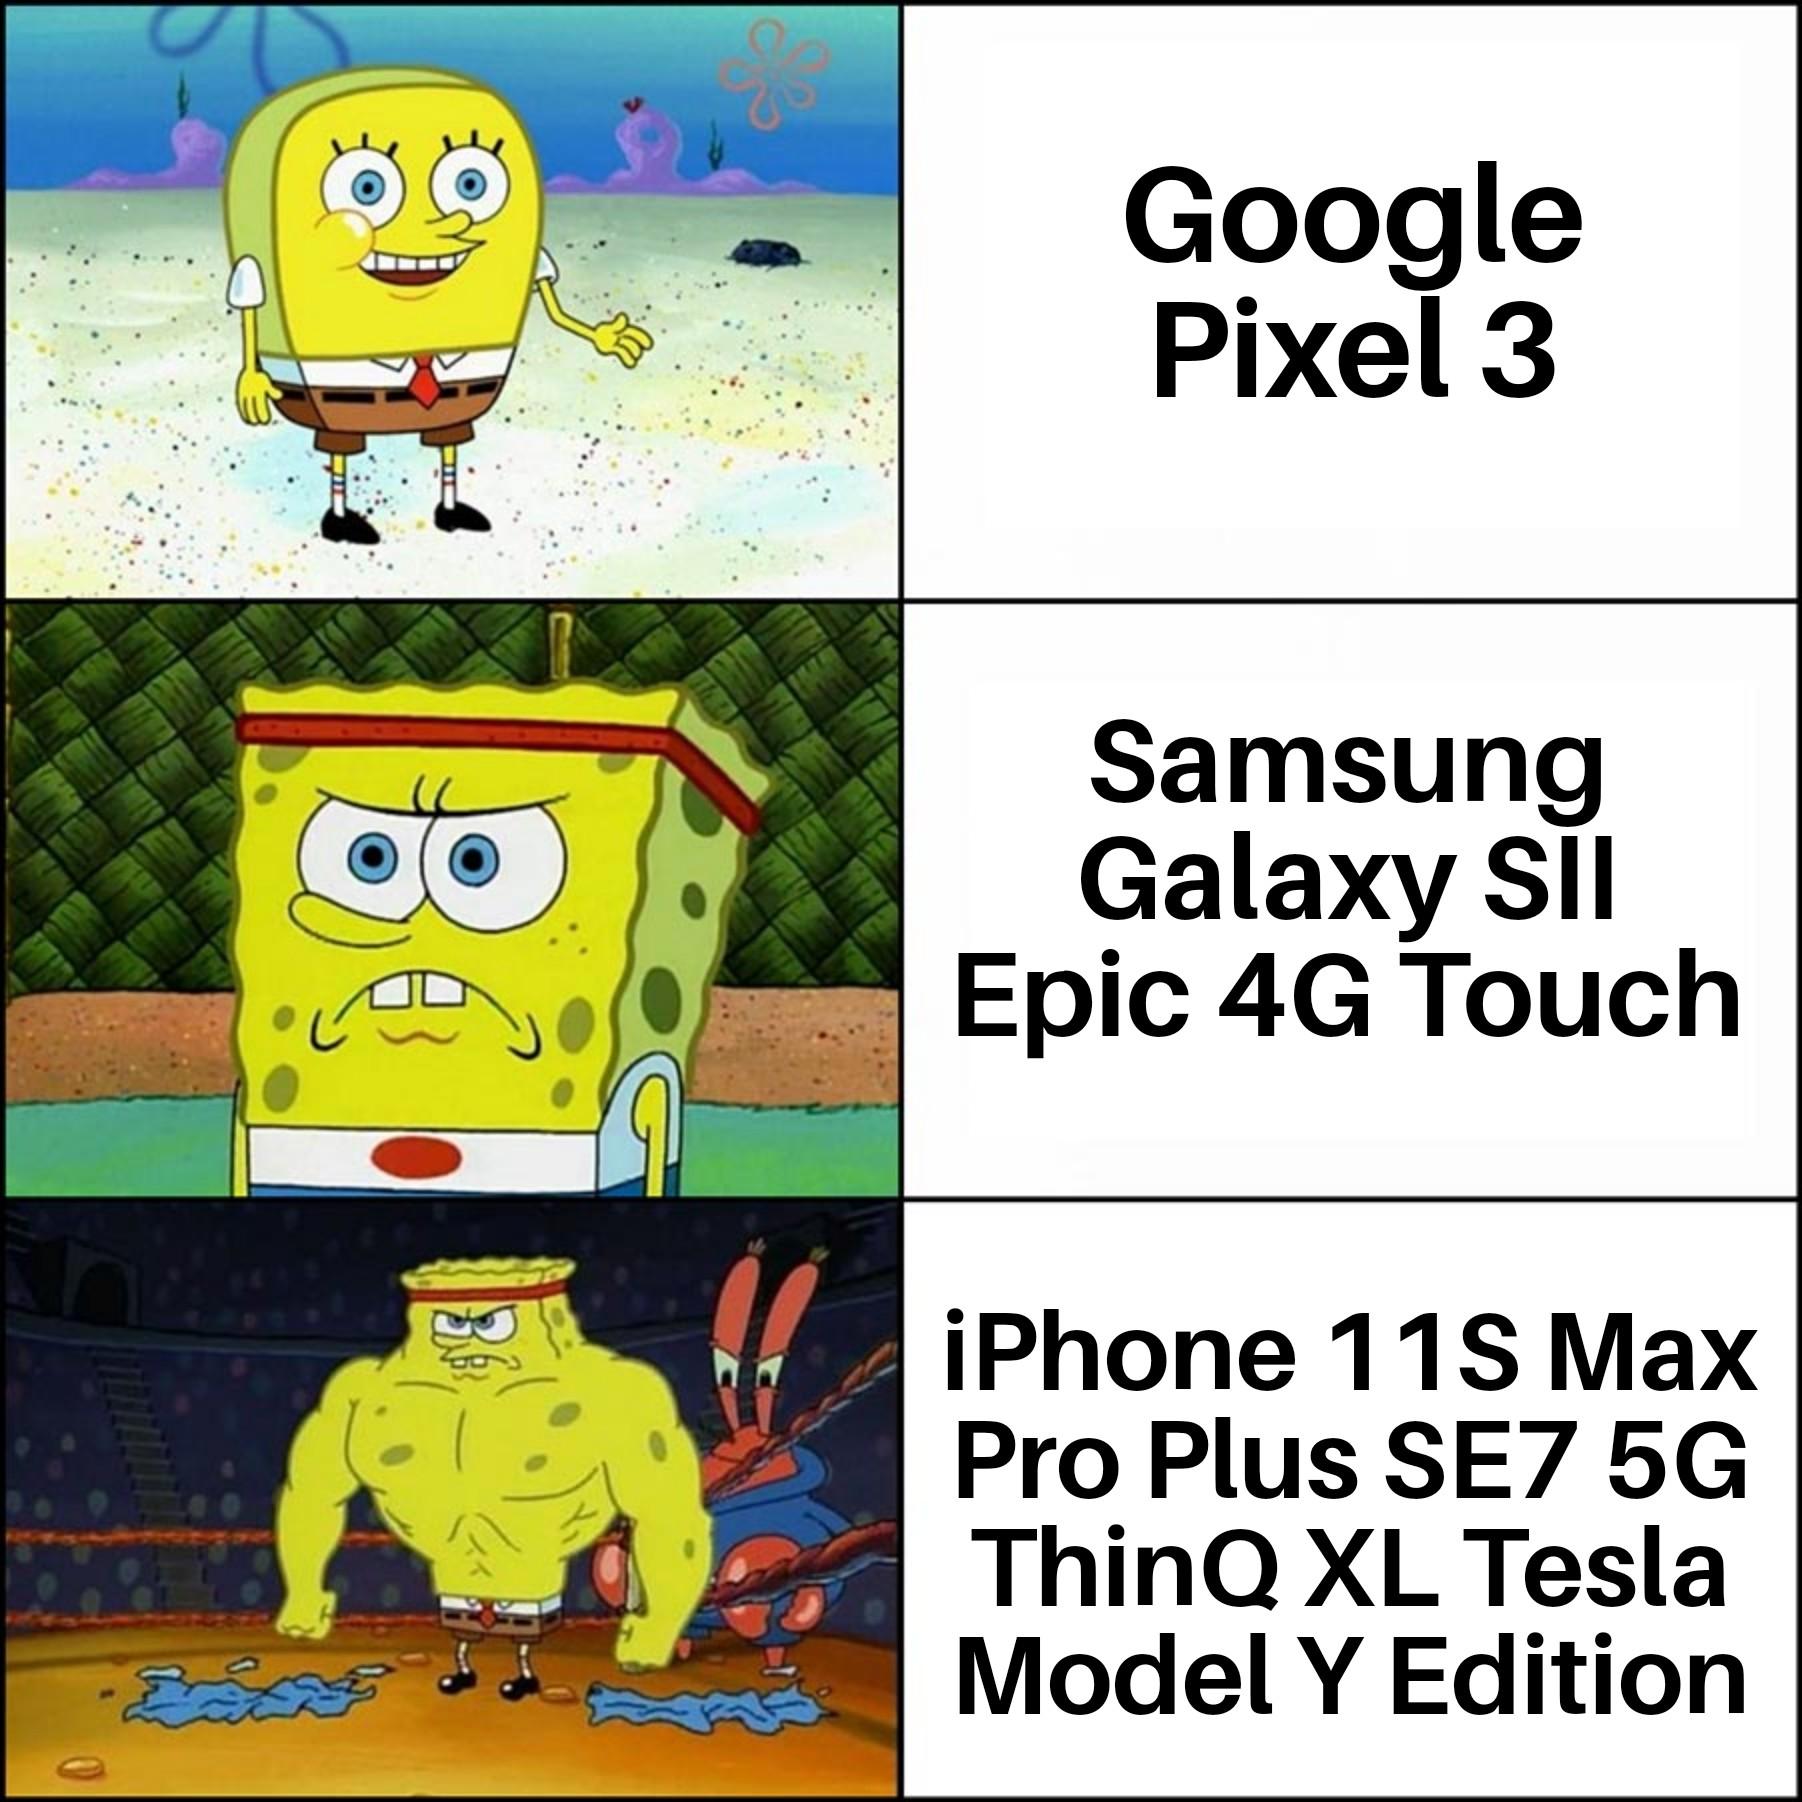 Google
Pixel 3
Samsung
Galaxy SII
Epic 4G Touch
iPhone 11S Max
Pro Plus SE7 5G
ThinQ XL Tesla
Model Y Edition